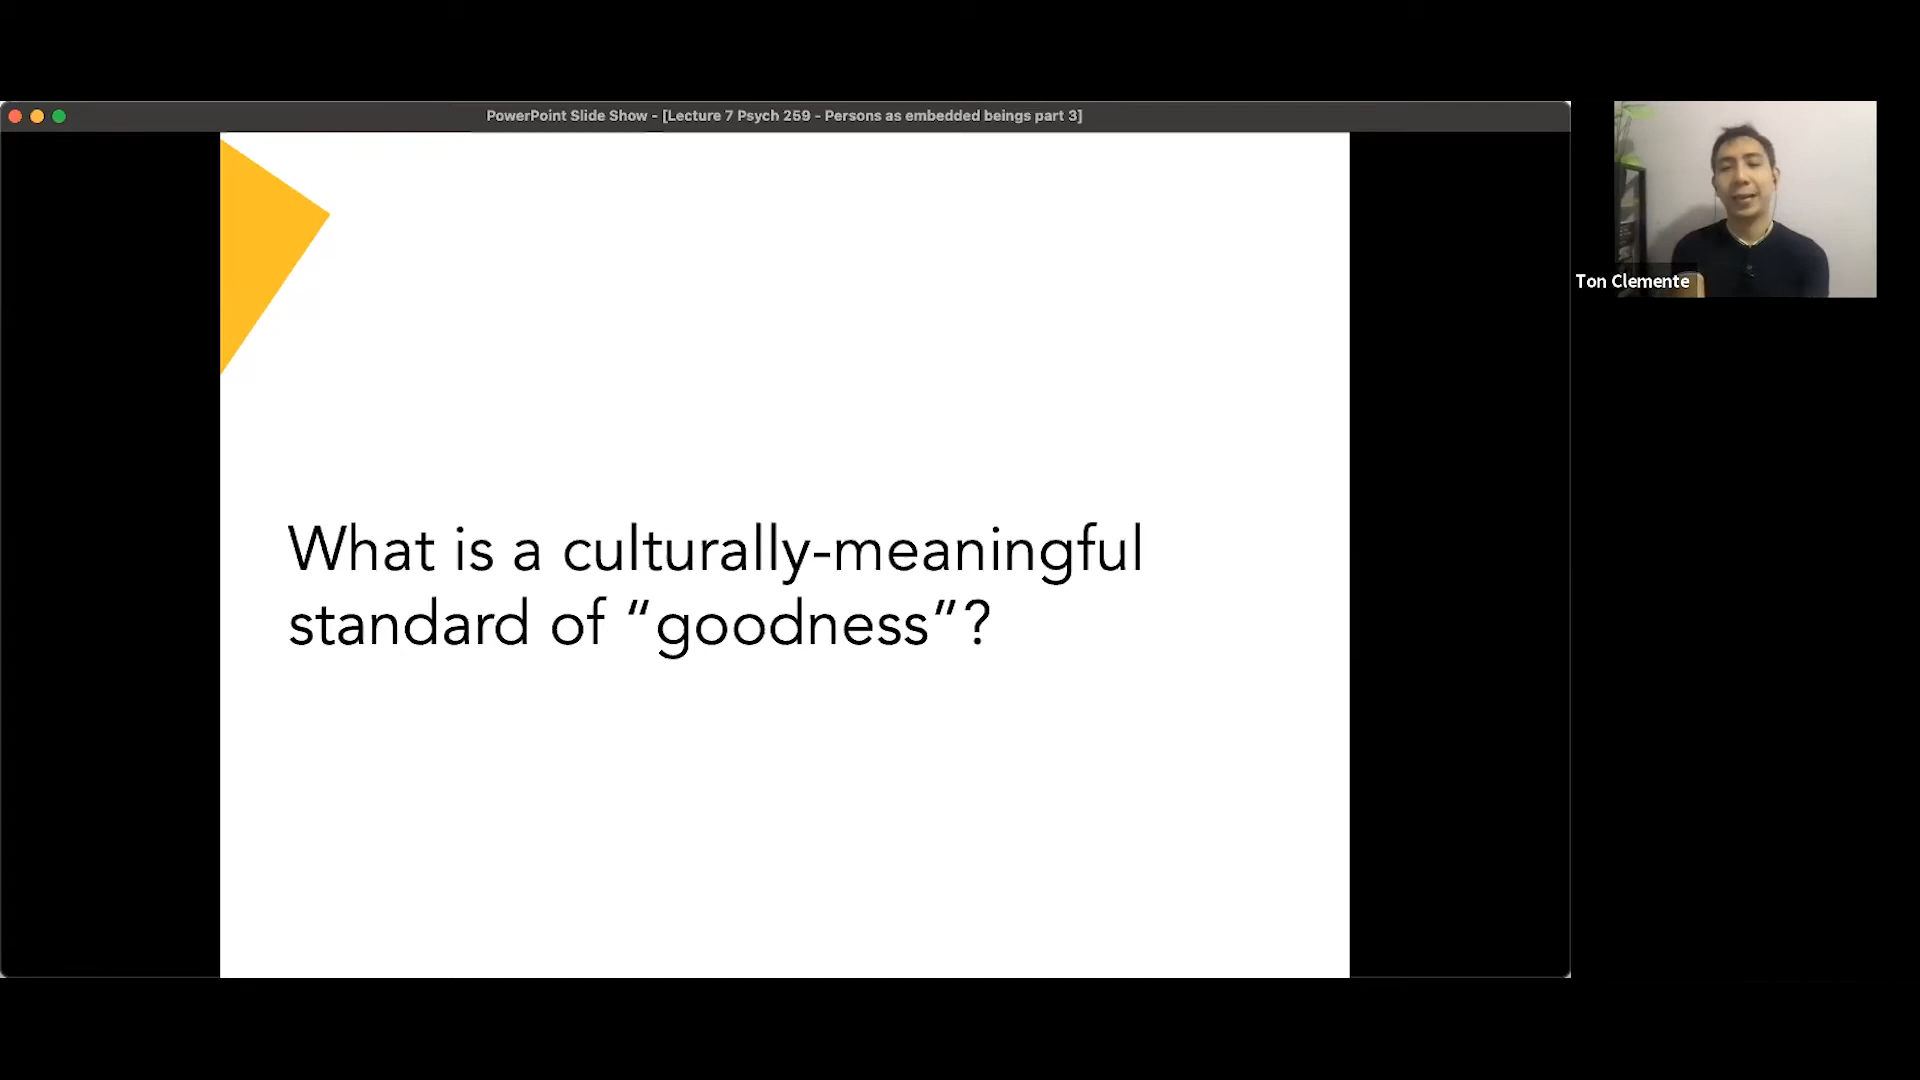 PowerPoint Slide Show - [Lecture 7 Psych 259 - Persons as embedded beings part 3]
Ton Clemente
What is a culturally-meaningful
standard of “goodness”?